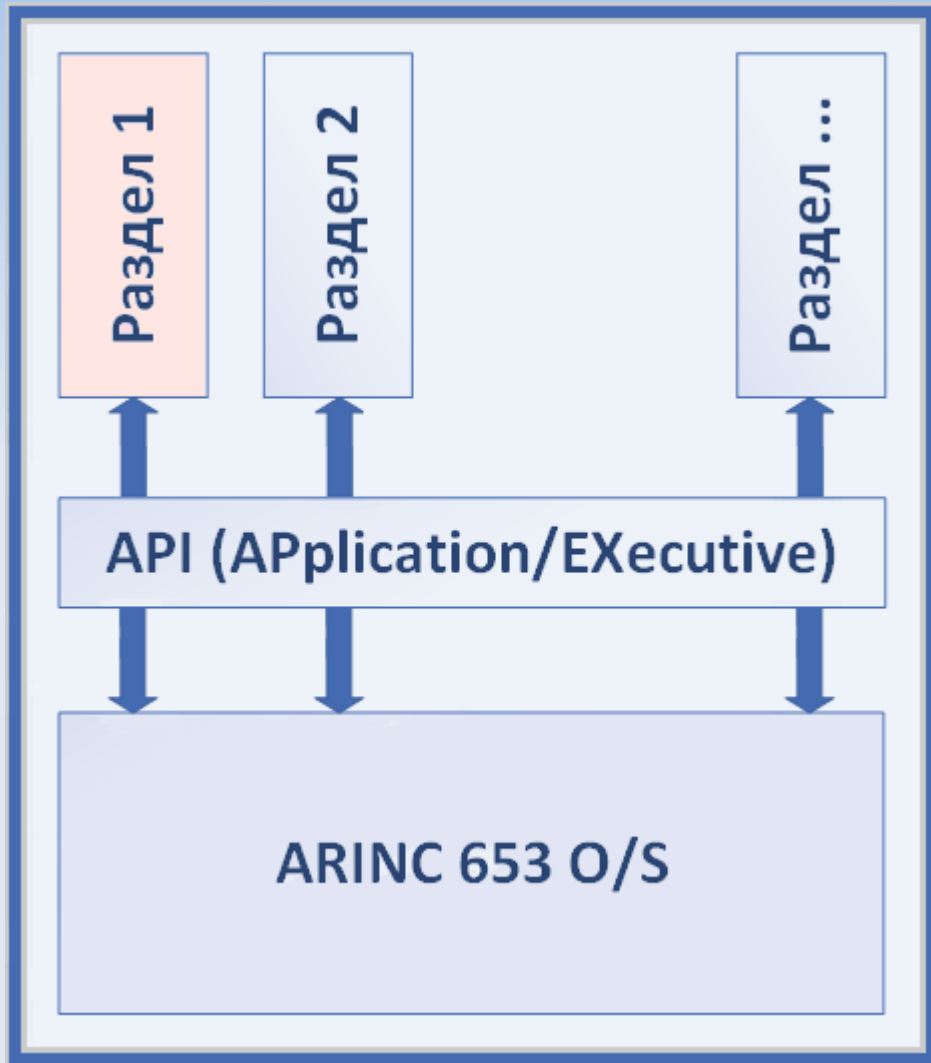 Раздел 1
Раздел 2
Раздел ...
API (APplication/EXecutive)
ARINC 653 O/S